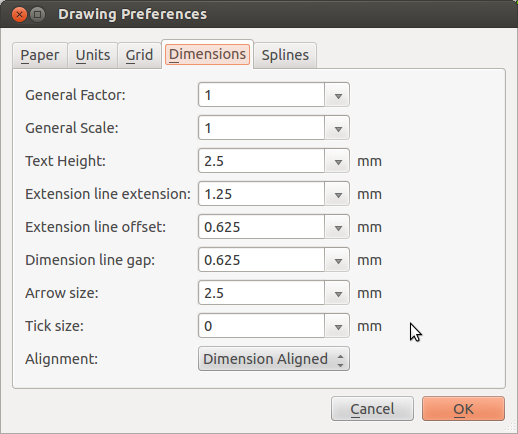 Drawing Preferences
Paper Units Grid Dimensions Splines
General Factor: 1
General Scale: 1
Text Height: 2.5 mm
Extension line extension: 1.25 mm
Extension line offset: 0.625 mm
Dimension line gap: 0.625 mm
Arrow size: 2.5 mm
Tick size: 0 mm
Alignment: Dimension Aligned
Cancel OK